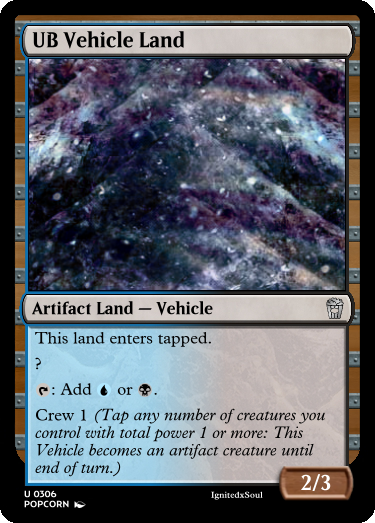 UB Vehicle Land
Artifact Land — Vehicle
This land enters tapped.
?
: Add or .
Crew 1 (Tap any number of creatures you
control with total power 1 or more: This
Vehicle becomes an artifact creature until
end of turn.)
2/3
U 0306
POPCORN
IgnitedxSoul